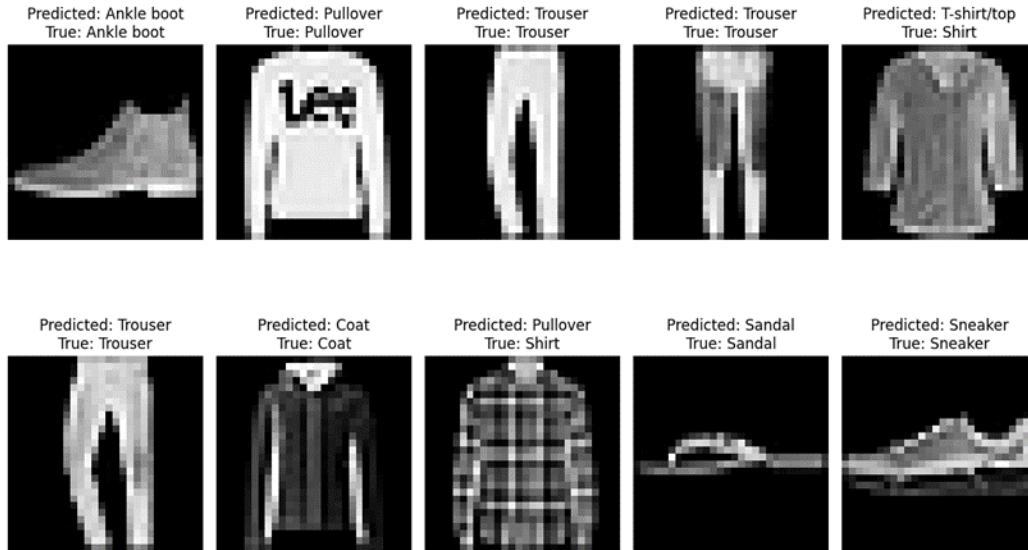 Predicted: Ankle boot
True: Ankle boot
Predicted: Pullover
True: Pullover
Predicted: Trouser
True: Trouser
Predicted: Trouser
True: Trouser
Predicted: T-shirt/top
True: Shirt
Lee
Predicted: Trouser
True: Trouser
Predicted: Coat
True: Coat
Predicted: Pullover
True: Shirt
Predicted: Sandal
True: Sandal
Predicted: Sneaker
True: Sneaker